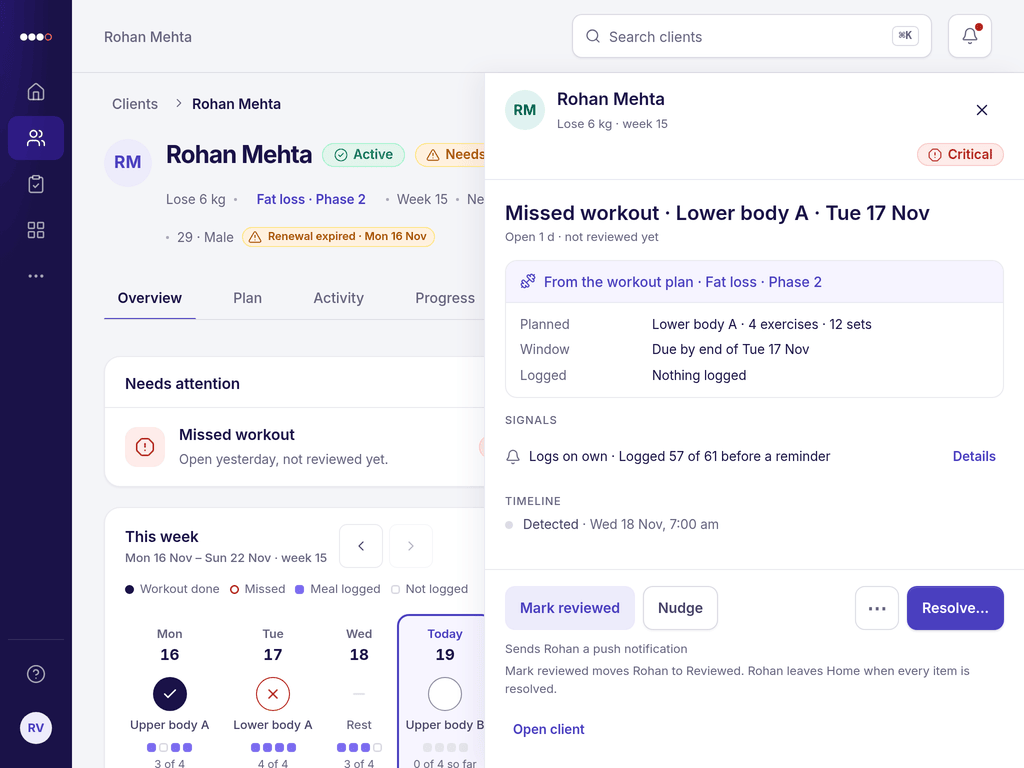 Rohan Mehta
Search clients
⌘K
Clients
Rohan Mehta
RM
Rohan Mehta
Active
Needs
Lose 6 kg •
Fat loss · Phase 2
• Week 15 • Ne
• 29 · Male
Renewal expired · Mon 16 Nov
Overview
Plan
Activity
Progress
Needs attention
Missed workout
Open yesterday, not reviewed yet.
This week
Mon 16 Nov – Sun 22 Nov · week 15
Workout done
Missed
Meal logged
Not logged
Mon
16
Upper body A
3 of 4
Tue
17
Lower body A
4 of 4
Wed
18
Rest
3 of 4
Today
19
Upper body B
0 of 4 so far
RV
RM
Rohan Mehta
Lose 6 kg · week 15
Critical
Missed workout · Lower body A · Tue 17 Nov
Open 1 d · not reviewed yet
From the workout plan · Fat loss · Phase 2
Planned Lower body A · 4 exercises · 12 sets
Window Due by end of Tue 17 Nov
Logged Nothing logged
SIGNALS
Logs on own · Logged 57 of 61 before a reminder
Details
TIMELINE
Detected · Wed 18 Nov, 7:00 am
Mark reviewed
Nudge
Resolve...
Sends Rohan a push notification
Mark reviewed moves Rohan to Reviewed. Rohan leaves Home when every item is
resolved.
Open client